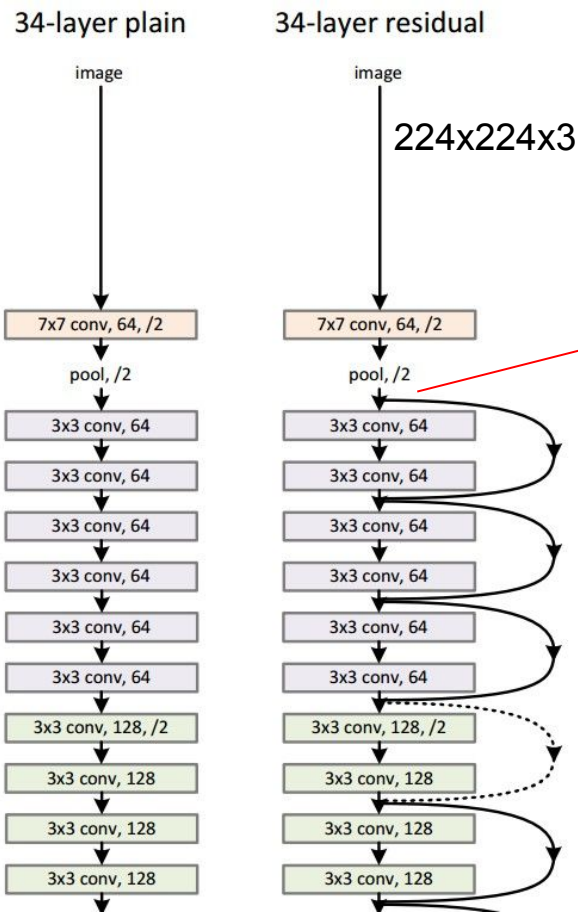 34-layer plain
34-layer residual
image
image
224x224x3
7x7 conv, 64, /2
7x7 conv, 64, /2
pool, /2
pool, /2
3x3 conv, 64
3x3 conv, 64
3x3 conv, 64
3x3 conv, 64
3x3 conv, 64
3x3 conv, 64
3x3 conv, 64
3x3 conv, 64
3x3 conv, 64
3x3 conv, 64
3x3 conv, 64
3x3 conv, 64
3x3 conv, 128, /2
3x3 conv, 128, /2
3x3 conv, 128
3x3 conv, 128
3x3 conv, 128
3x3 conv, 128
3x3 conv, 128
3x3 conv, 128